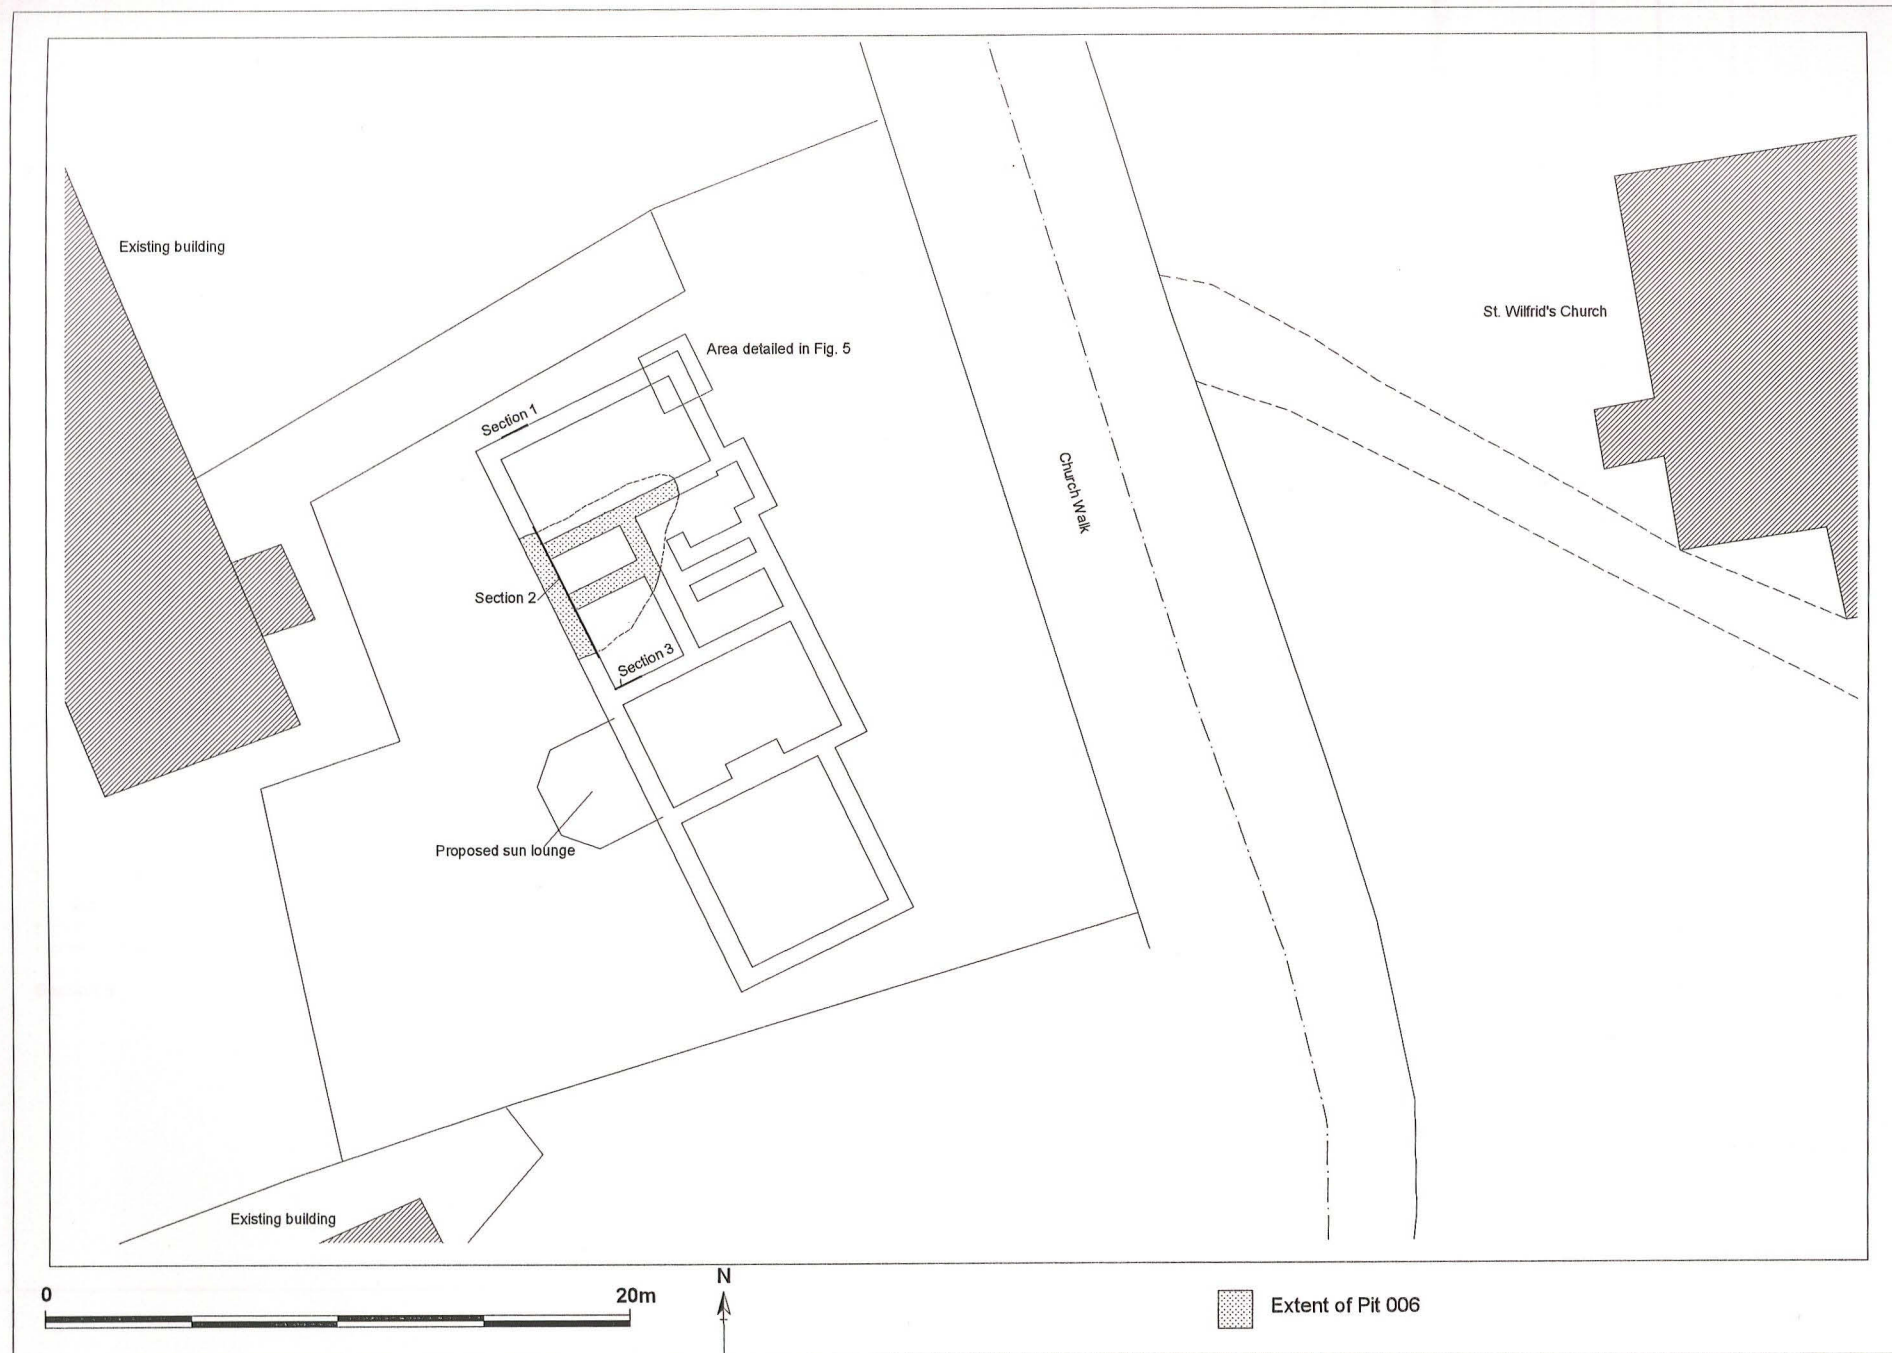 Existing building
St. Wilfrid's Church
Area detailed in Fig. 5
Section 1
Church Walk
Section 2
Section 3
Proposed sun lounge
Existing building
0
20m
N
Extent of Pit 006